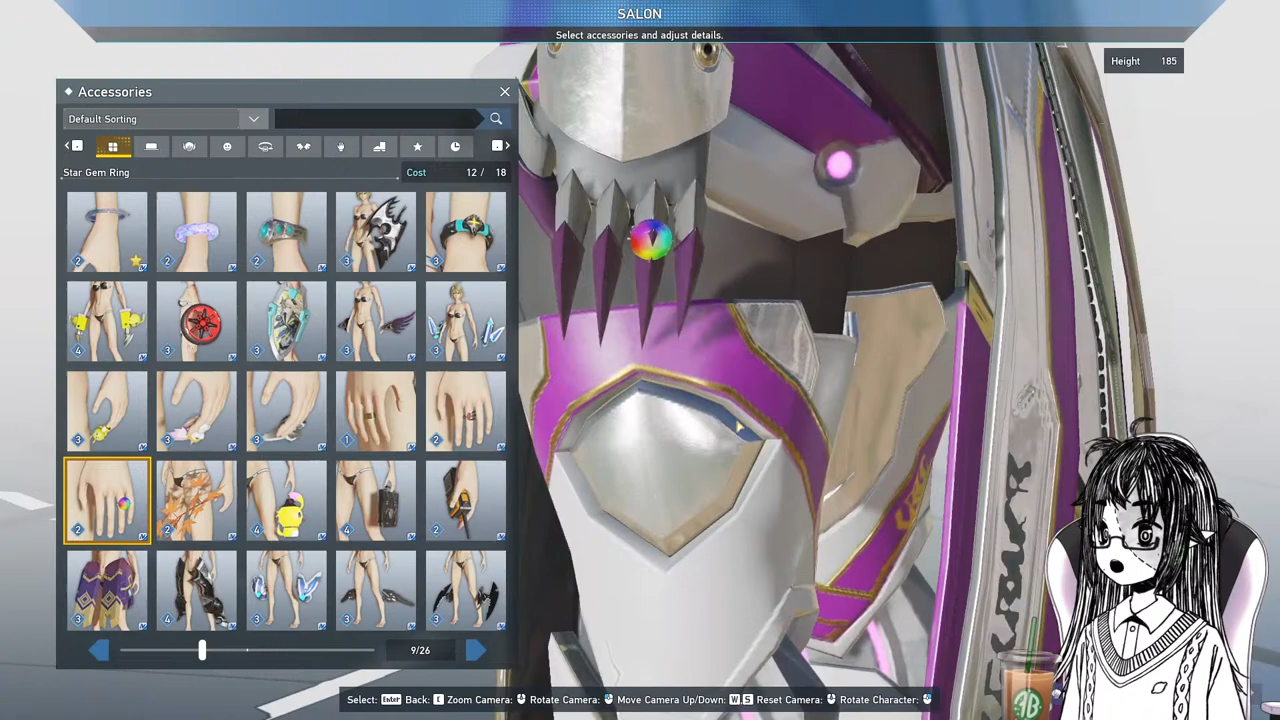 SALON
Select accessories and adjust details.
Height 185
Accessories
Default Sorting
Star Gem Ring
Cost 12 / 18
2 2 2 3 3
4 3 3 3 3
3 3 3 1 2
2 2 4 4 2
3 4 3 3 3
9/26
Select: Enter Back: E Zoom Camera: Rotate Camera: Move Camera Up/Down: W S Reset Camera: Rotate Character: